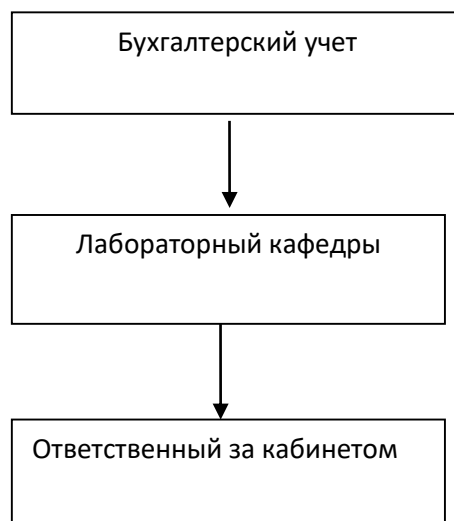 Бухгалтерский учет
Лабораторный кафедры
Ответственный за кабинетом